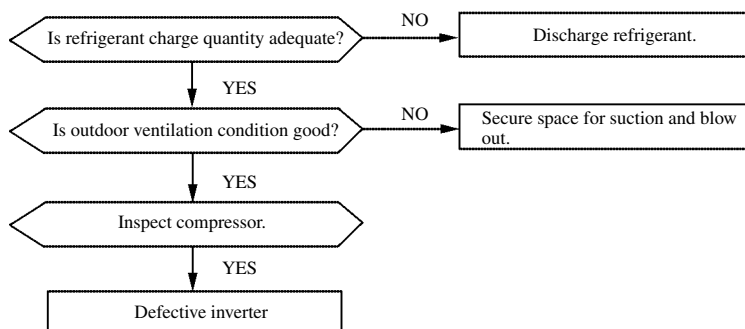 Is refrigerant charge quantity adequate?
NO
Discharge refrigerant.
YES
Is outdoor ventilation condition good?
NO
Secure space for suction and blow
out.
YES
Inspect compressor.
YES
Defective inverter